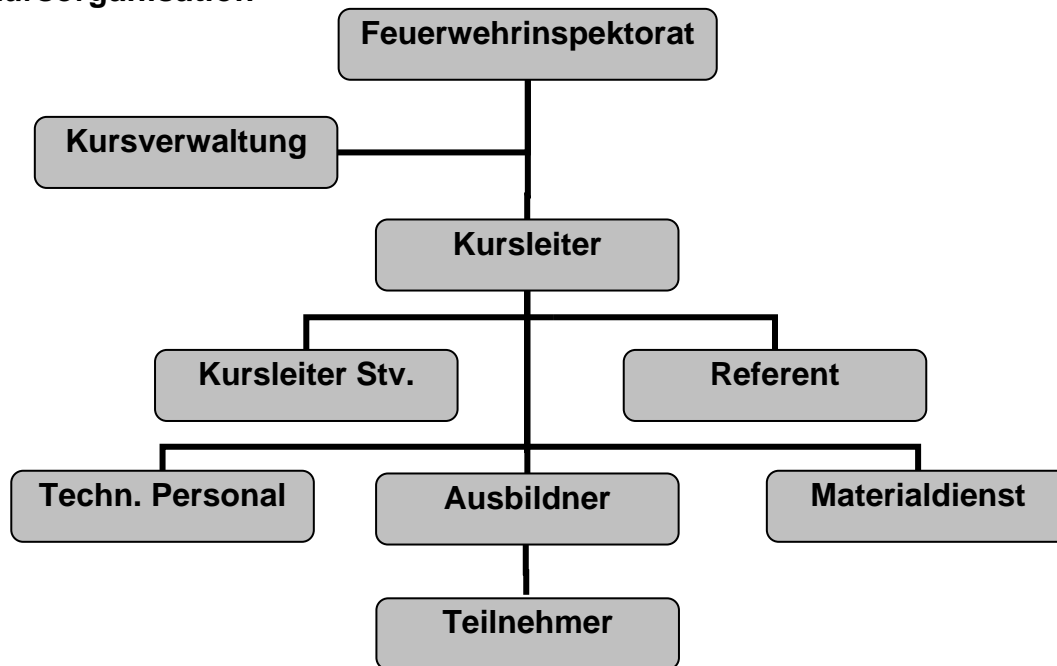 Feuerwehrinspektorat
Kursverwaltung
Kursleiter
Kursleiter Stv.
Referent
Techn. Personal
Ausbildner
Materialdienst
Teilnehmer